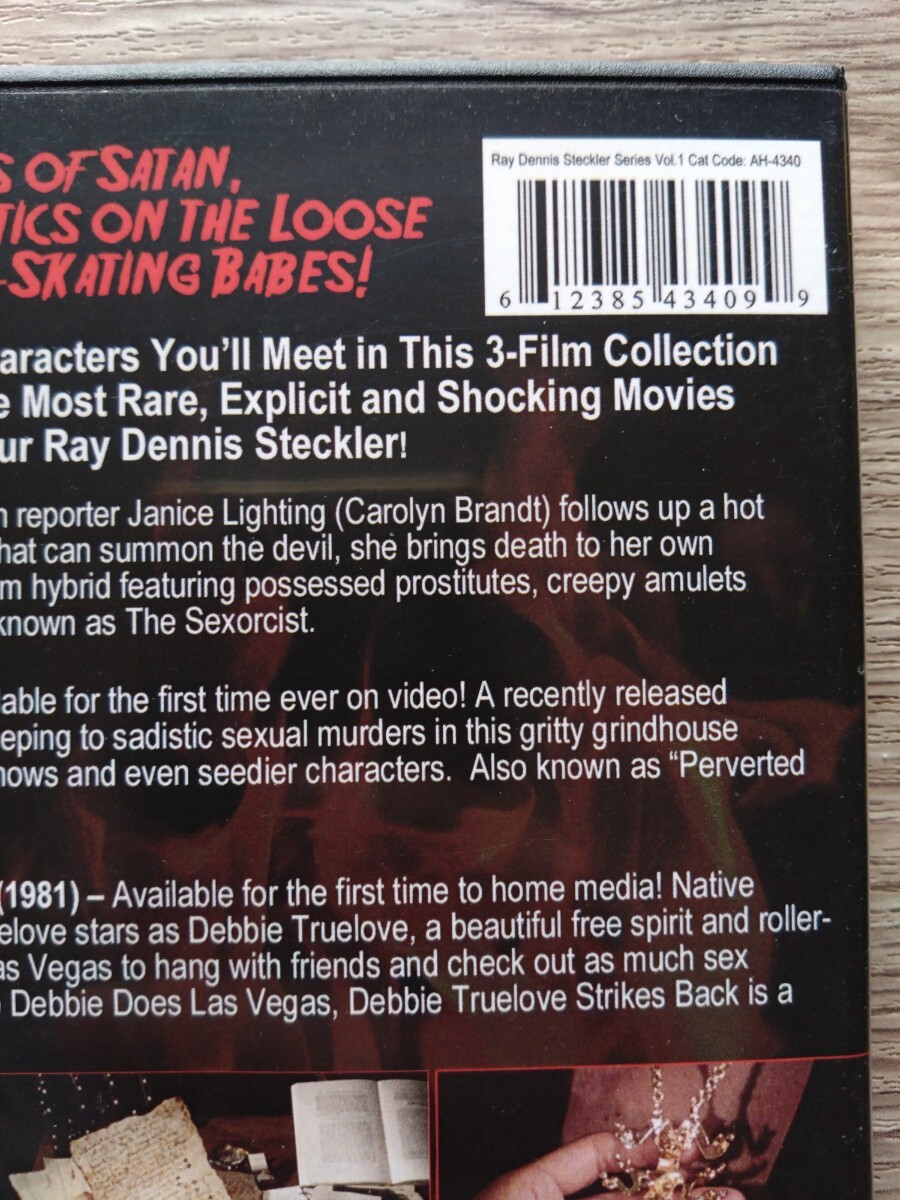 S OF SATAN,
TICS ON THE LOOSE
-SKATING BABES!
Ray Dennis Steckler Series Vol.1 Cat Code: AH-4340
6 12385 43409 9
aracters You'll Meet in This 3-Film Collection
e Most Rare, Explicit and Shocking Movies
ur Ray Dennis Steckler!
n reporter Janice Lighting (Carolyn Brandt) follows up a hot
hat can summon the devil, she brings death to her own
m hybrid featuring possessed prostitutes, creepy amulets
known as The Sexorcist.
lable for the first time ever on video! A recently released
eeping to sadistic sexual murders in this gritty grindhouse
hows and even seedier characters. Also known as “Perverted
(1981) – Available for the first time to home media! Native
elove stars as Debbie Truelove, a beautiful free spirit and roller-
as Vegas to hang with friends and check out as much sex
Debbie Does Las Vegas, Debbie Truelove Strikes Back is a